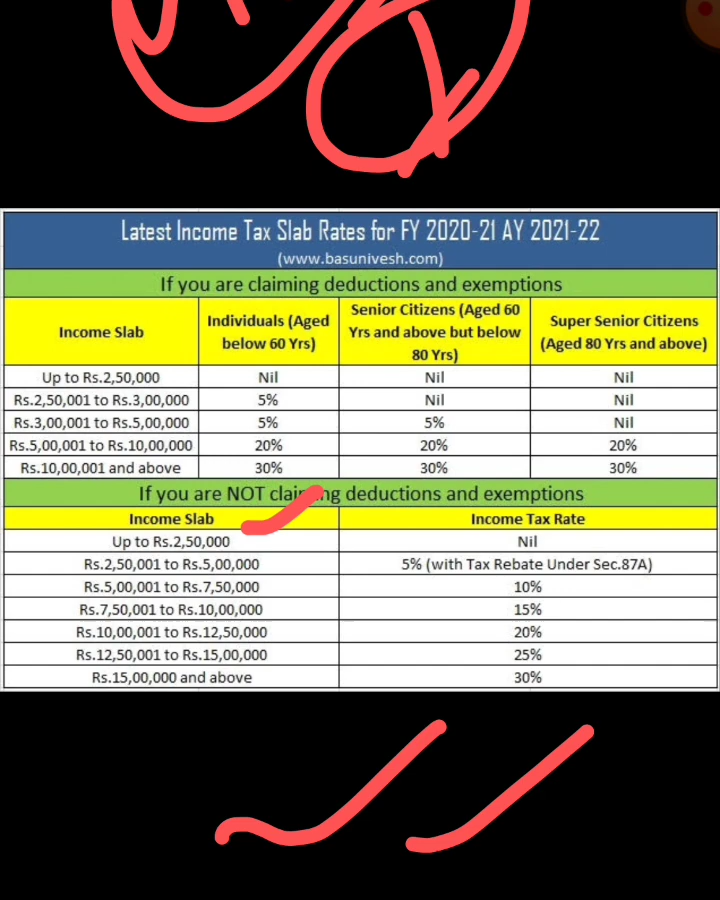 Latest Income Tax Slab Rates for FY 2020-21 AY 2021-22
(www.basunivesh.com)
If you are claiming deductions and exemptions
Income Slab Individuals (Aged below 60 Yrs) Senior Citizens (Aged 60 Yrs and above but below 80 Yrs) Super Senior Citizens (Aged 80 Yrs and above)
Up to Rs.2,50,000 Nil Nil Nil
Rs.2,50,001 to Rs.3,00,000 5% Nil Nil
Rs.3,00,001 to Rs.5,00,000 5% 5% Nil
Rs.5,00,001 to Rs.10,00,000 20% 20% 20%
Rs.10,00,001 and above 30% 30% 30%
If you are NOT claiming deductions and exemptions
Income Slab Income Tax Rate
Up to Rs.2,50,000 Nil
Rs.2,50,001 to Rs.5,00,000 5% (with Tax Rebate Under Sec.87A)
Rs.5,00,001 to Rs.7,50,000 10%
Rs.7,50,001 to Rs.10,00,000 15%
Rs.10,00,001 to Rs.12,50,000 20%
Rs.12,50,001 to Rs.15,00,000 25%
Rs.15,00,000 and above 30%